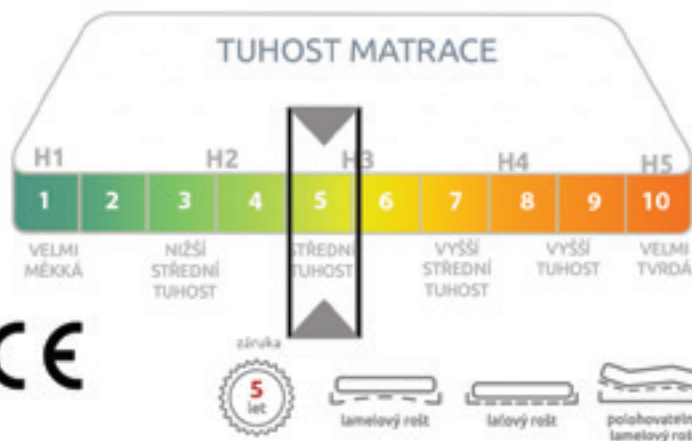 TUHOST MATRACE
H1 H2 H3 H4 H5
1 2 3 4 5 6 7 8 9 10
VELMI
MĚKKÁ
NIŽŠÍ
STŘEDNÍ
TUHOST
STŘEDNÍ
TUHOST
VYŠŠÍ
STŘEDNÍ
TUHOST
VYŠŠÍ
TUHOST
VELMI
TVRDÁ
CE
záruka
5
let
lamelový rošt
laťový rošt
lamelový